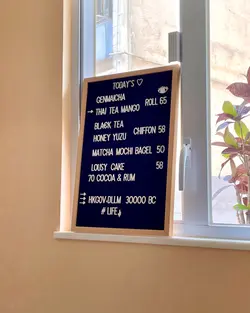 TODAY'S ♡
GENMAICHA
→ THAI TEA MANGO ROLL 65
BLACK TEA
HONEY YUZU CHIFFON 58
MATCHA MOCHI BAGEL 50
LOUSY CAKE 58
70 COCOA & RUM
HKGOV-DLLM 30000 BC
# LIFE